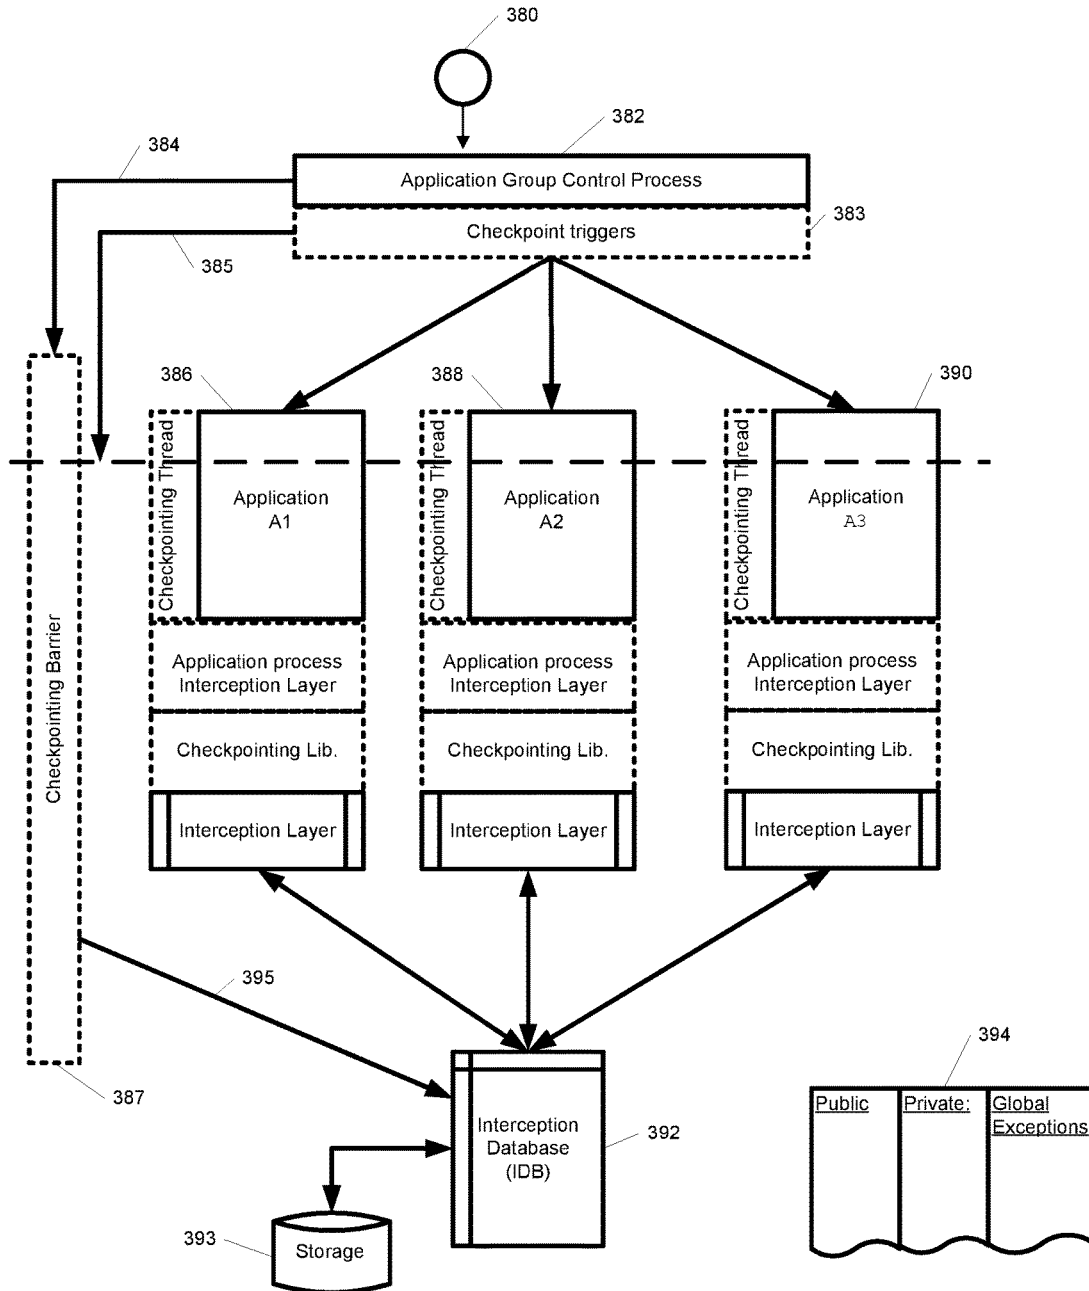 380
382
384
Application Group Control Process
383
Checkpoint triggers
385
386
388
390
Checkpointing Thread
Application
A1
Checkpointing Thread
Application
A2
Checkpointing Thread
Application
A3
Checkpointing Barrier
Application process
Interception Layer
Application process
Interception Layer
Application process
Interception Layer
Checkpointing Lib.
Checkpointing Lib.
Checkpointing Lib.
Interception Layer
Interception Layer
Interception Layer
395
394
387
Public
Private:
Global
Exceptions
Interception
Database
(IDB)
392
393
Storage